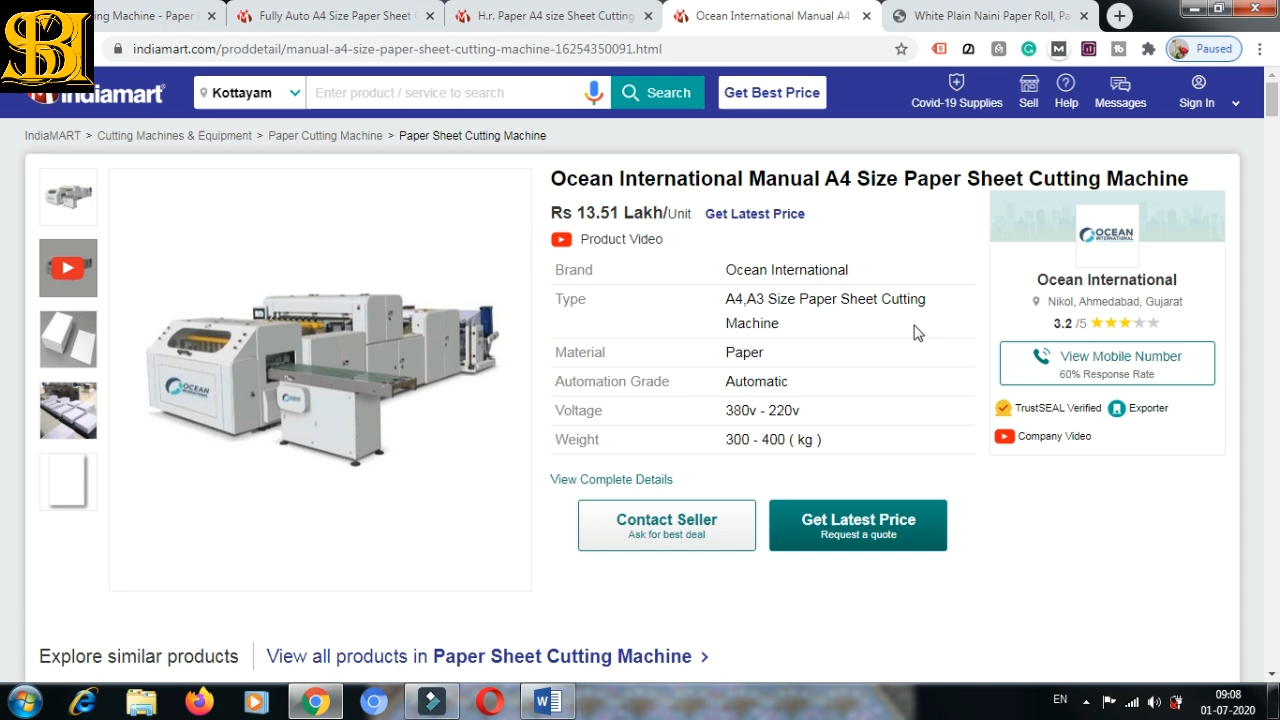 ing Machine - Paper
Fully Auto A4 Size Paper Sheet
H.r. Paper A4 size Sheet Cutting
Ocean International Manual A4
White Plain Naini Paper Roll, Pa
SBI
indiamart.com/proddetail/manual-a4-size-paper-sheet-cutting-machine-16254350091.html
Paused
indiamart
Kottayam
Enter product / service to search
Search
Get Best Price
Covid-19 Supplies
Sell
Help
Messages
Sign In
IndiaMART > Cutting Machines & Equipment > Paper Cutting Machine > Paper Sheet Cutting Machine
Ocean International Manual A4 Size Paper Sheet Cutting Machine
Rs 13.51 Lakh/Unit Get Latest Price
Product Video
Brand Ocean International
Type A4,A3 Size Paper Sheet Cutting
Machine
Material Paper
Automation Grade Automatic
Voltage 380v - 220v
Weight 300 - 400 ( kg )
View Complete Details
Contact Seller
Ask for best deal
Get Latest Price
Request a quote
OCEAN
INTERNATIONAL
Ocean International
Nikol, Ahmedabad, Gujarat
3.2 /5
View Mobile Number
60% Response Rate
TrustSEAL Verified
Exporter
Company Video
OCEAN
OCEAN
Explore similar products
View all products in Paper Sheet Cutting Machine >
EN
09:08
01-07-2020